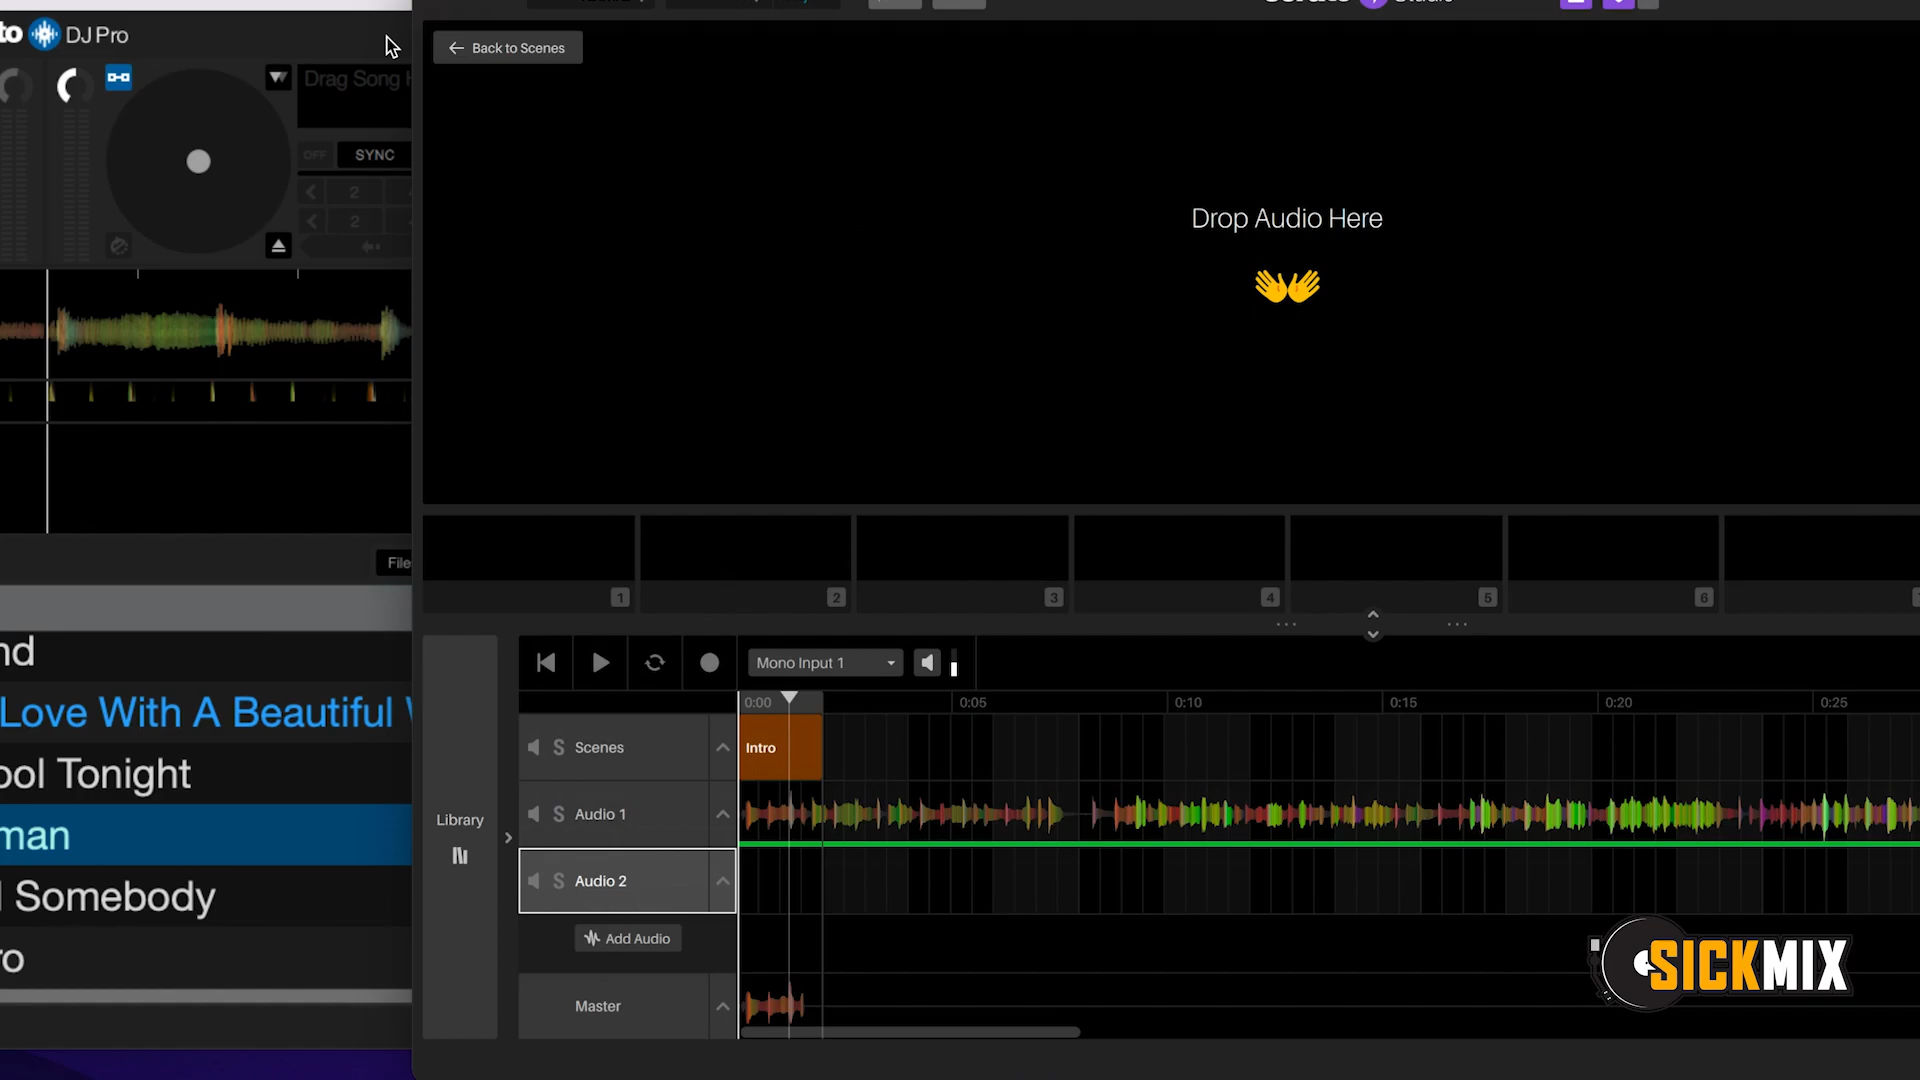 to DJ Pro
Back to Scenes
Drag Song H
OFF
SYNC
2
2
Drop Audio Here
File
1
2
3
4
5
6
Mono Input 1
0:00
0:05
0:10
0:15
0:20
0:25
nd
Love With A Beautiful
ool Tonight
man
Somebody
ro
Library
S Scenes
Intro
S Audio 1
S Audio 2
Add Audio
Master
SICKMIX